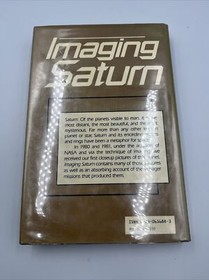 Imaging
Saturn
Saturn: Of the planets visible to man,
most distant, the most beautiful, and the
mysterious. Far more than any other
planet or star, Saturn and its encircling
and rings have been a metaphor for
In 1980 and 1981, under the
NASA and via the technique of
received our first closeup pictures of the
Imaging Saturn contains many of these
as well as an absorbing account of the
missions that produced them.